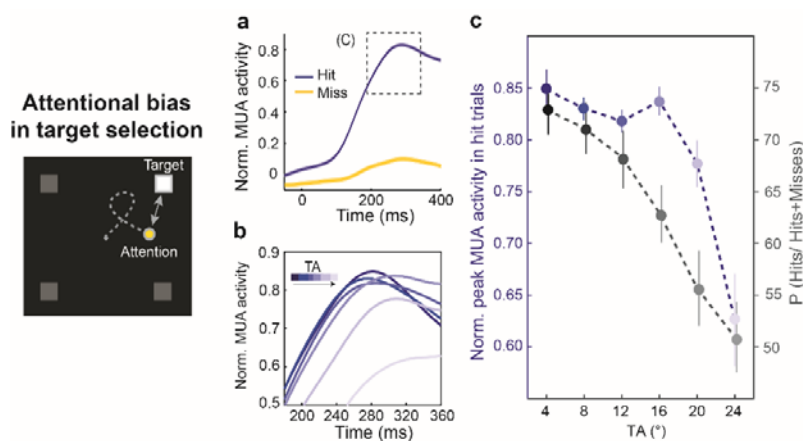 Attentional bias
in target selection
Target
Attention
a
Norm. MUA activity
0.8
0.6
0.4
0.2
0
(C)
Hit
Miss
0
200
400
Time (ms)
b
Norm. MUA activity
0.9
0.8
0.7
0.6
0.5
TA
200
240
280
320
360
Time (ms)
c
Norm. peak MUA activity in hit trials
0.85
0.80
0.75
0.70
0.65
0.60
75
70
65
60
55
50
P (Hits/ Hits+Misses)
4
8
12
16
20
24
TA (°)